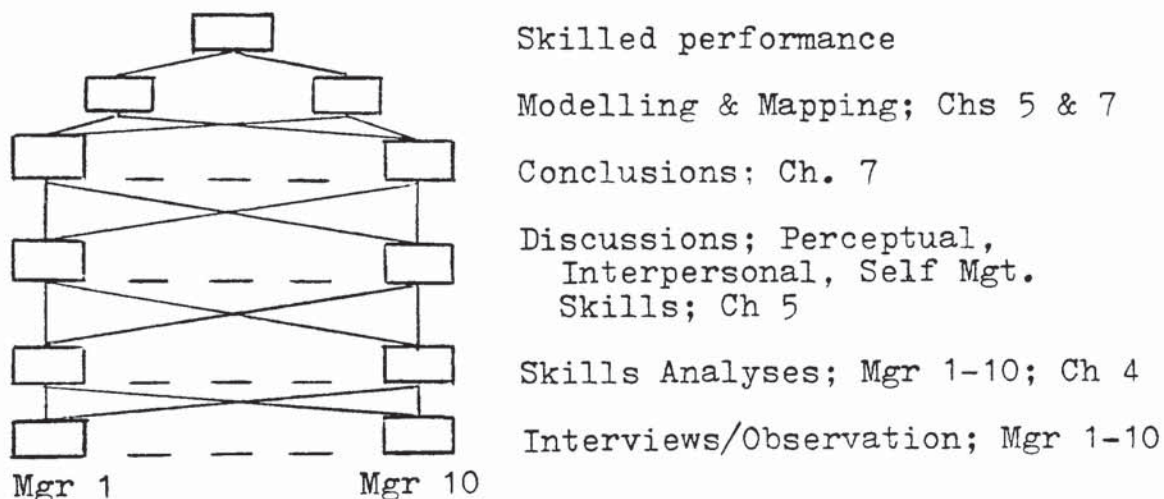 Skilled performance
Modelling & Mapping; Chs 5 & 7
Conclusions; Ch. 7
Discussions; Perceptual,
Interpersonal, Self Mgt.
Skills; Ch 5
Skills Analyses; Mgr 1-10; Ch 4
Interviews/Observation; Mgr 1-10
Mgr 1 Mgr 10